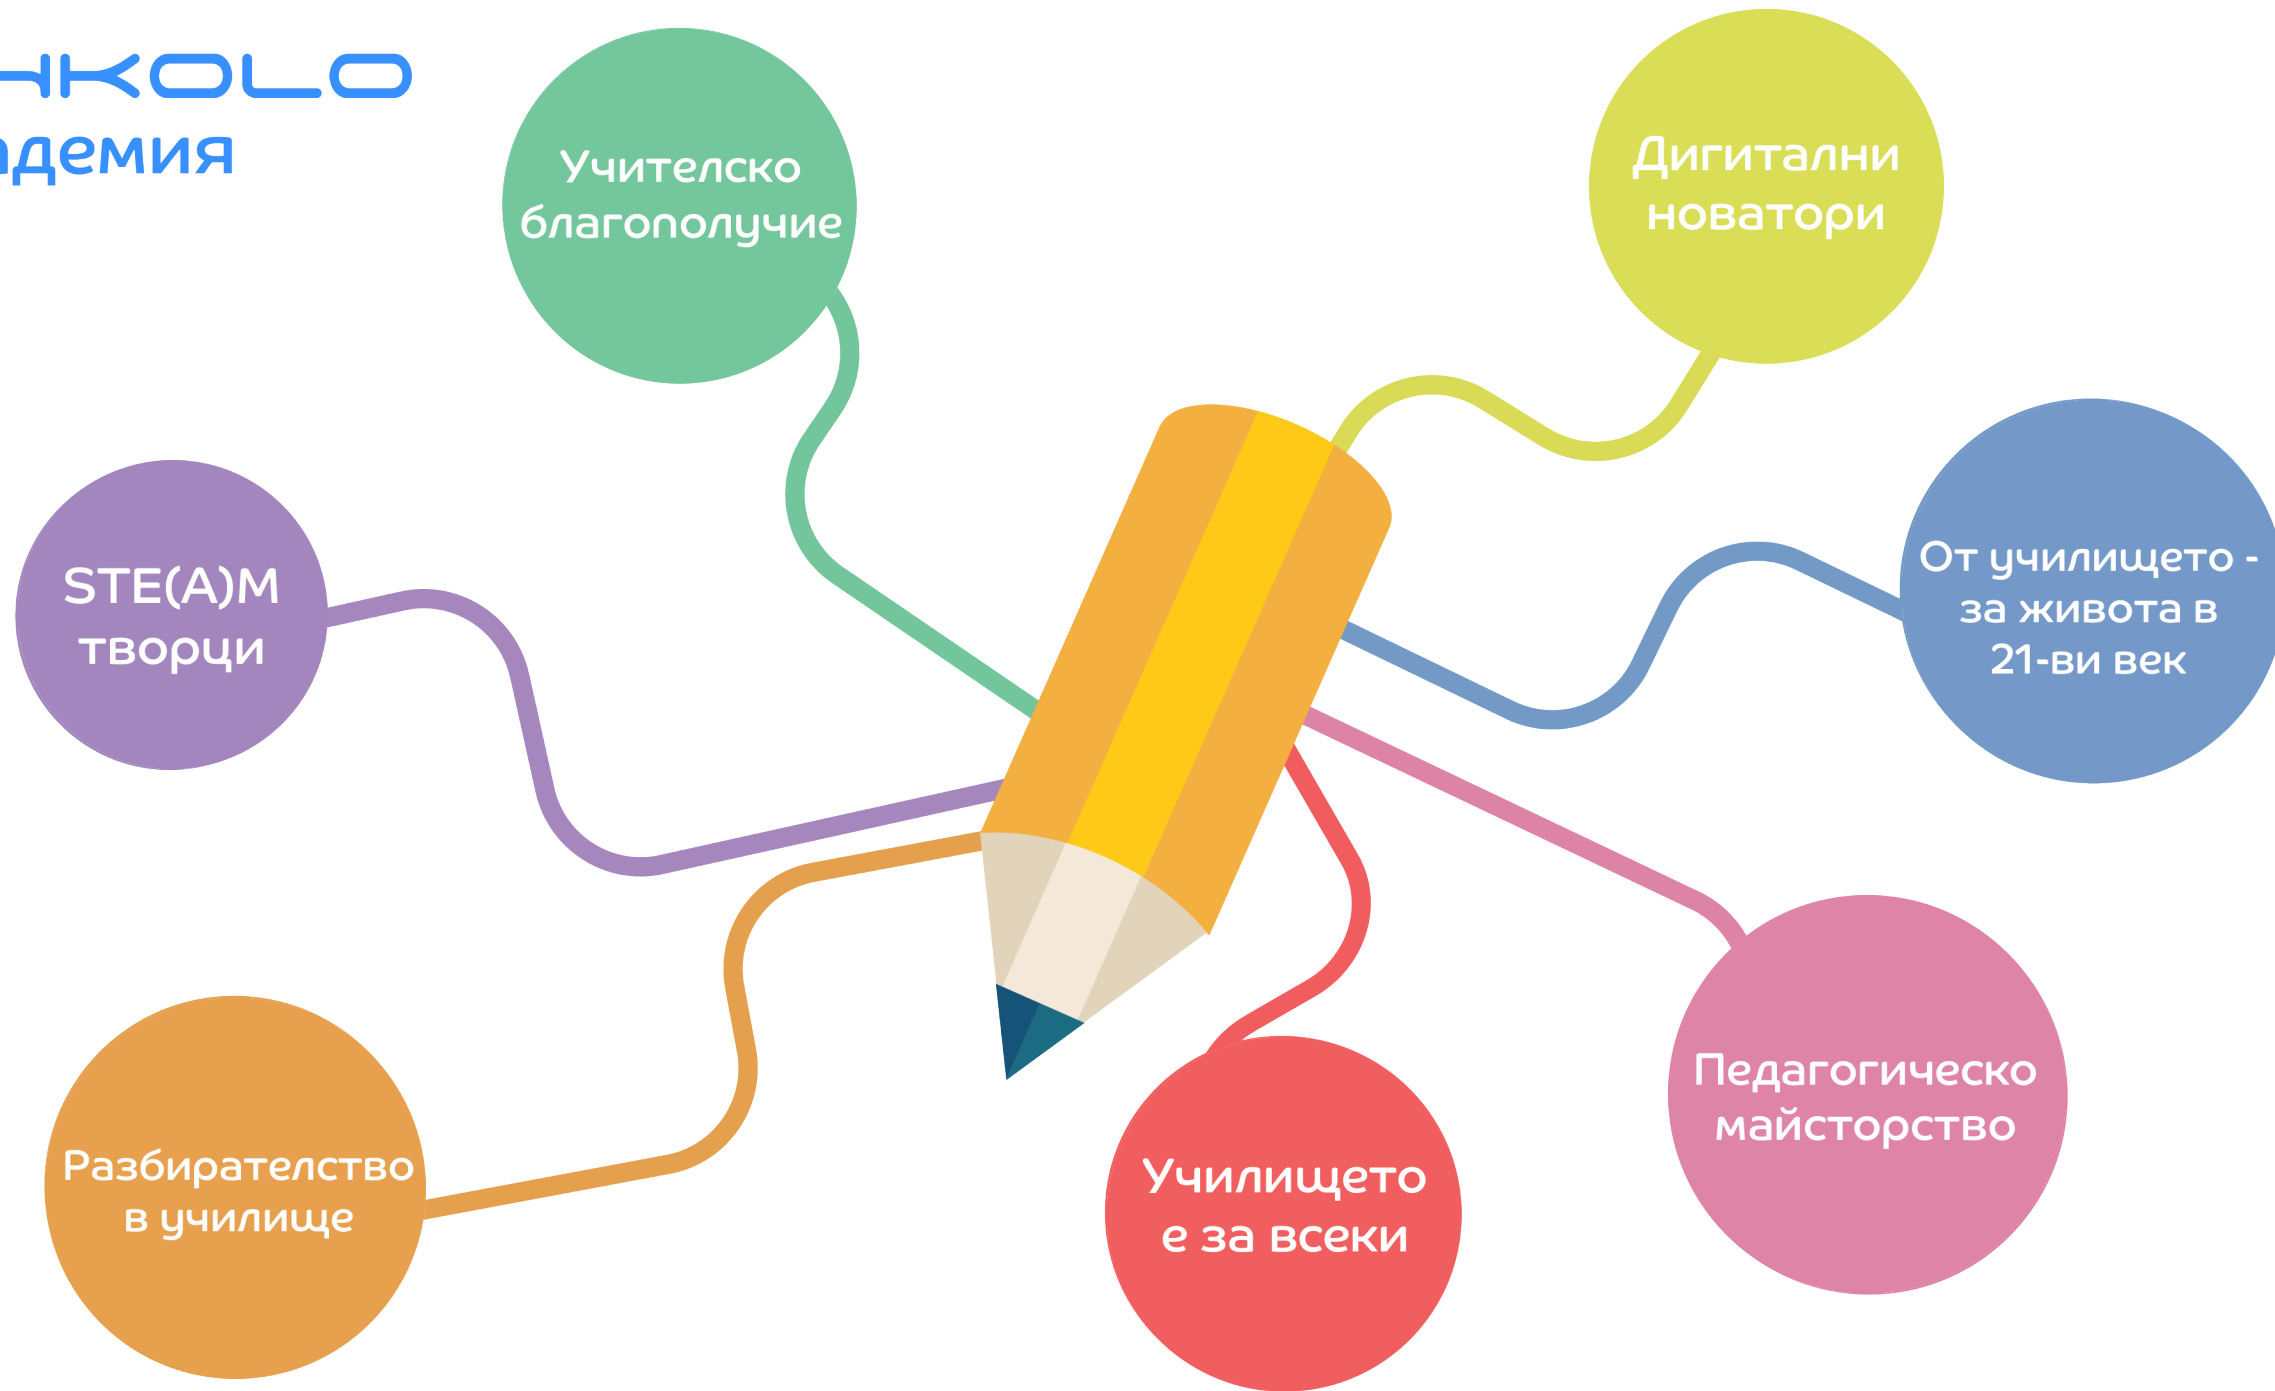 Учителско
благополучие
Дигитални
новатори
От училището -
за живота в
21-ви век
STE(A)M
творци
Педагогическо
майсторство
Разбирателство
в училище
Училището
е за всеки